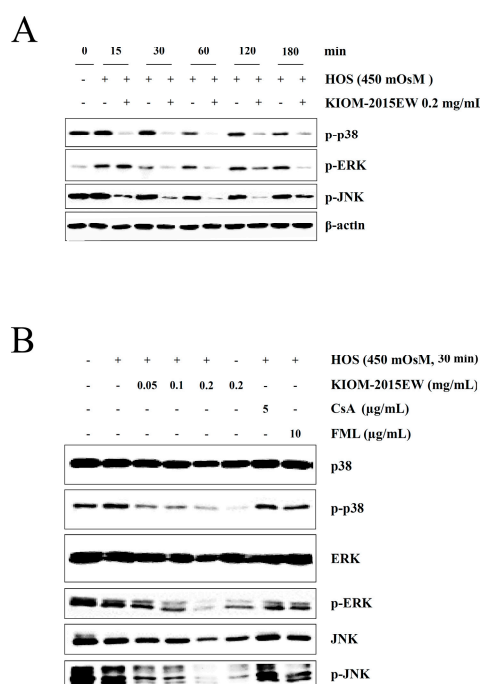 A
0 15 30 60 120 180 min
- + + + + + + + + + + HOS (450 mOsM )
- - + - + - + - + - + KIOM-2015EW 0.2 mg/mL
p-p38
p-ERK
p-JNK
β-actin
B
- + + + + - + + HOS (450 mOsM, 30 min)
- - 0.05 0.1 0.2 0.2 - - KIOM-2015EW (mg/mL)
- - - - - - 5 - CsA (µg/mL)
- - - - - - - 10 FML (µg/mL)
p38
p-p38
ERK
p-ERK
JNK
p-JNK